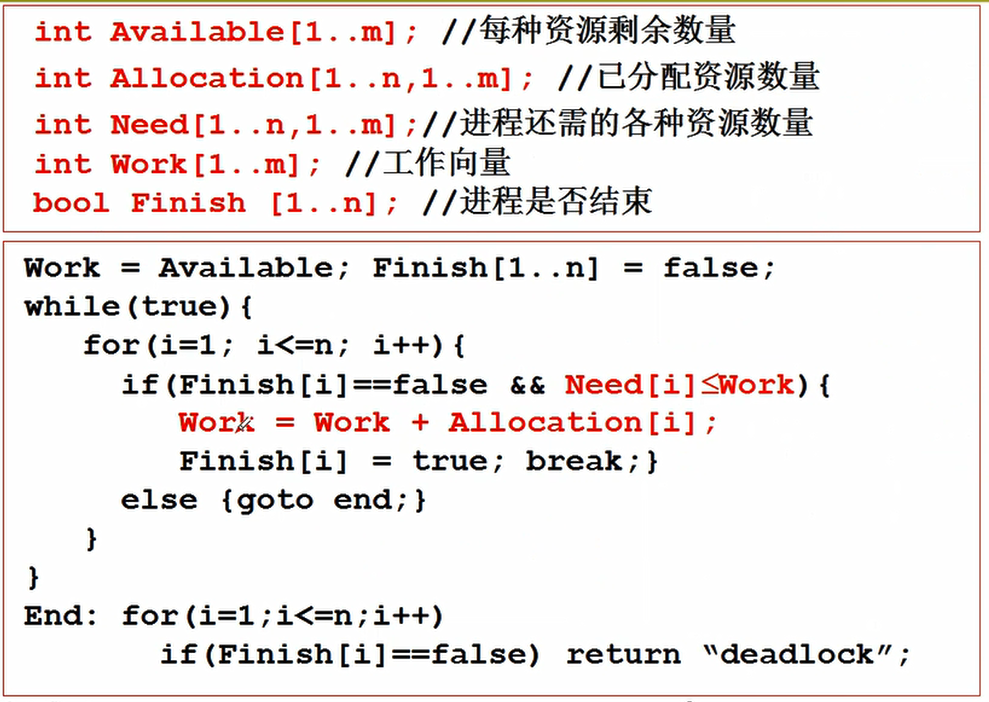 int Available[1..m]; //每种资源剩余数量
int Allocation[1..n,1..m]; //已分配资源数量
int Need[1..n,1..m];//进程还需的各种资源数量
int Work[1..m]; //工作向量
bool Finish [1..n]; //进程是否结束
Work = Available; Finish[1..n] = false;
while(true){
for(i=1; i<=n; i++){
if(Finish[i]==false && Need[i]≤Work){
Work = Work + Allocation[i];
Finish[i] = true; break;}
else {goto end;}
}
}
End: for(i=1;i<=n;i++)
if(Finish[i]==false) return “deadlock”;